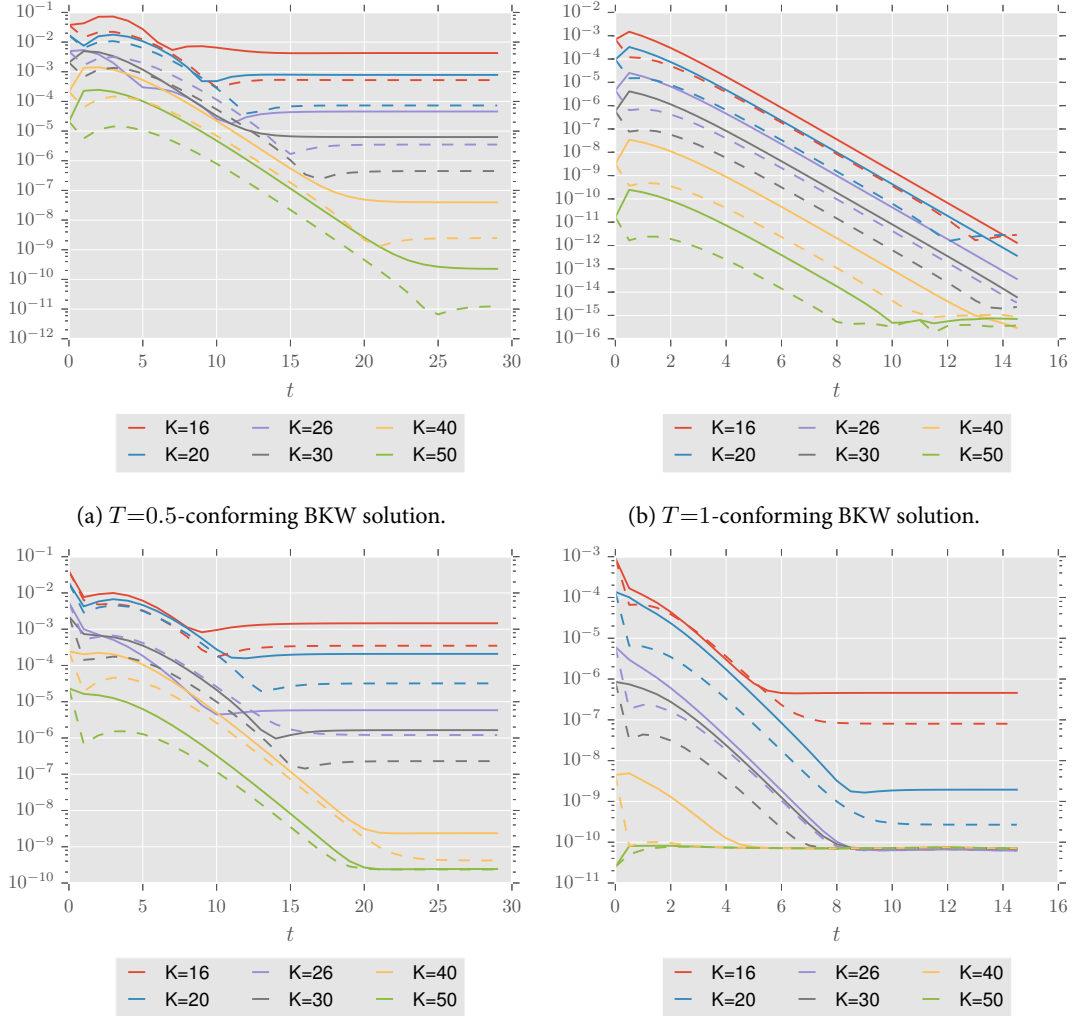 10^{-1}
10^{-2}
10^{-3}
10^{-4}
10^{-5}
10^{-6}
10^{-7}
10^{-8}
10^{-9}
10^{-10}
10^{-11}
10^{-12}
0 5 10 15 20 25 30
t
K=16 K=26 K=40
K=20 K=30 K=50
(a) T=0.5-conforming BKW solution.
10^{-2}
10^{-3}
10^{-4}
10^{-5}
10^{-6}
10^{-7}
10^{-8}
10^{-9}
10^{-10}
10^{-11}
10^{-12}
10^{-13}
10^{-14}
10^{-15}
10^{-16}
0 2 4 6 8 10 12 14 16
t
K=16 K=26 K=40
K=20 K=30 K=50
(b) T=1-conforming BKW solution.
10^{-1}
10^{-2}
10^{-3}
10^{-4}
10^{-5}
10^{-6}
10^{-7}
10^{-8}
10^{-9}
10^{-10}
0 5 10 15 20 25 30
t
K=16 K=26 K=40
K=20 K=30 K=50
10^{-3}
10^{-4}
10^{-5}
10^{-6}
10^{-7}
10^{-8}
10^{-9}
10^{-10}
10^{-11}
0 2 4 6 8 10 12 14 16
t
K=16 K=26 K=40
K=20 K=30 K=50